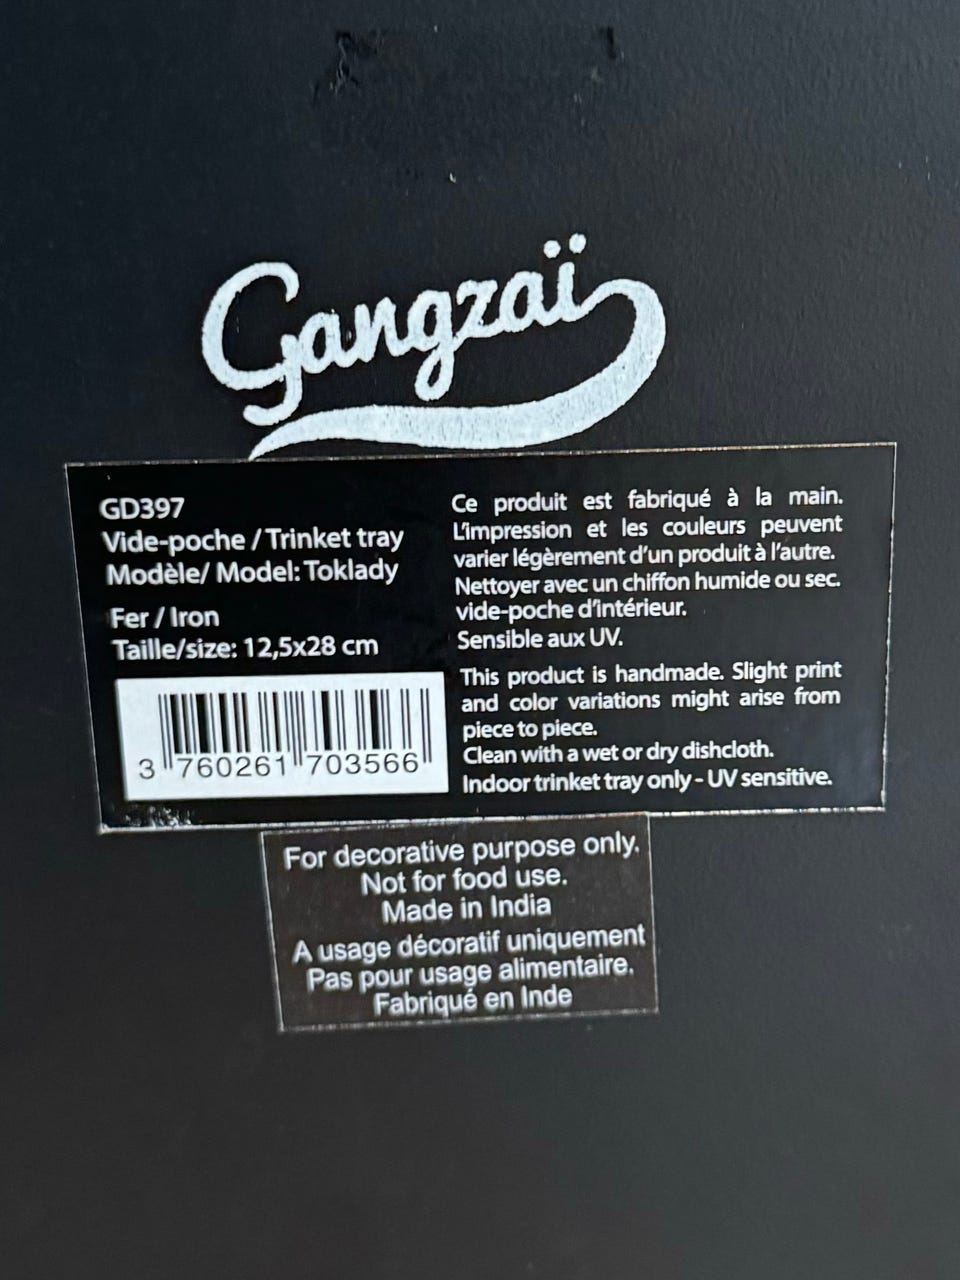 Gangzaï
GD397
Vide-poche / Trinket tray
Modèle/ Model: Toklady
Fer / Iron
Taille/size: 12,5x28 cm
3 760261 703566
Ce produit est fabriqué à la main.
L'impression et les couleurs peuvent
varier légèrement d'un produit à l'autre.
Nettoyer avec un chiffon humide ou sec.
vide-poche d'intérieur.
Sensible aux UV.
This product is handmade. Slight print
and color variations might arise from
piece to piece.
Clean with a wet or dry dishcloth.
Indoor trinket tray only - UV sensitive.
For decorative purpose only.
Not for food use.
Made in India
A usage décoratif uniquement
Pas pour usage alimentaire.
Fabriqué en Inde